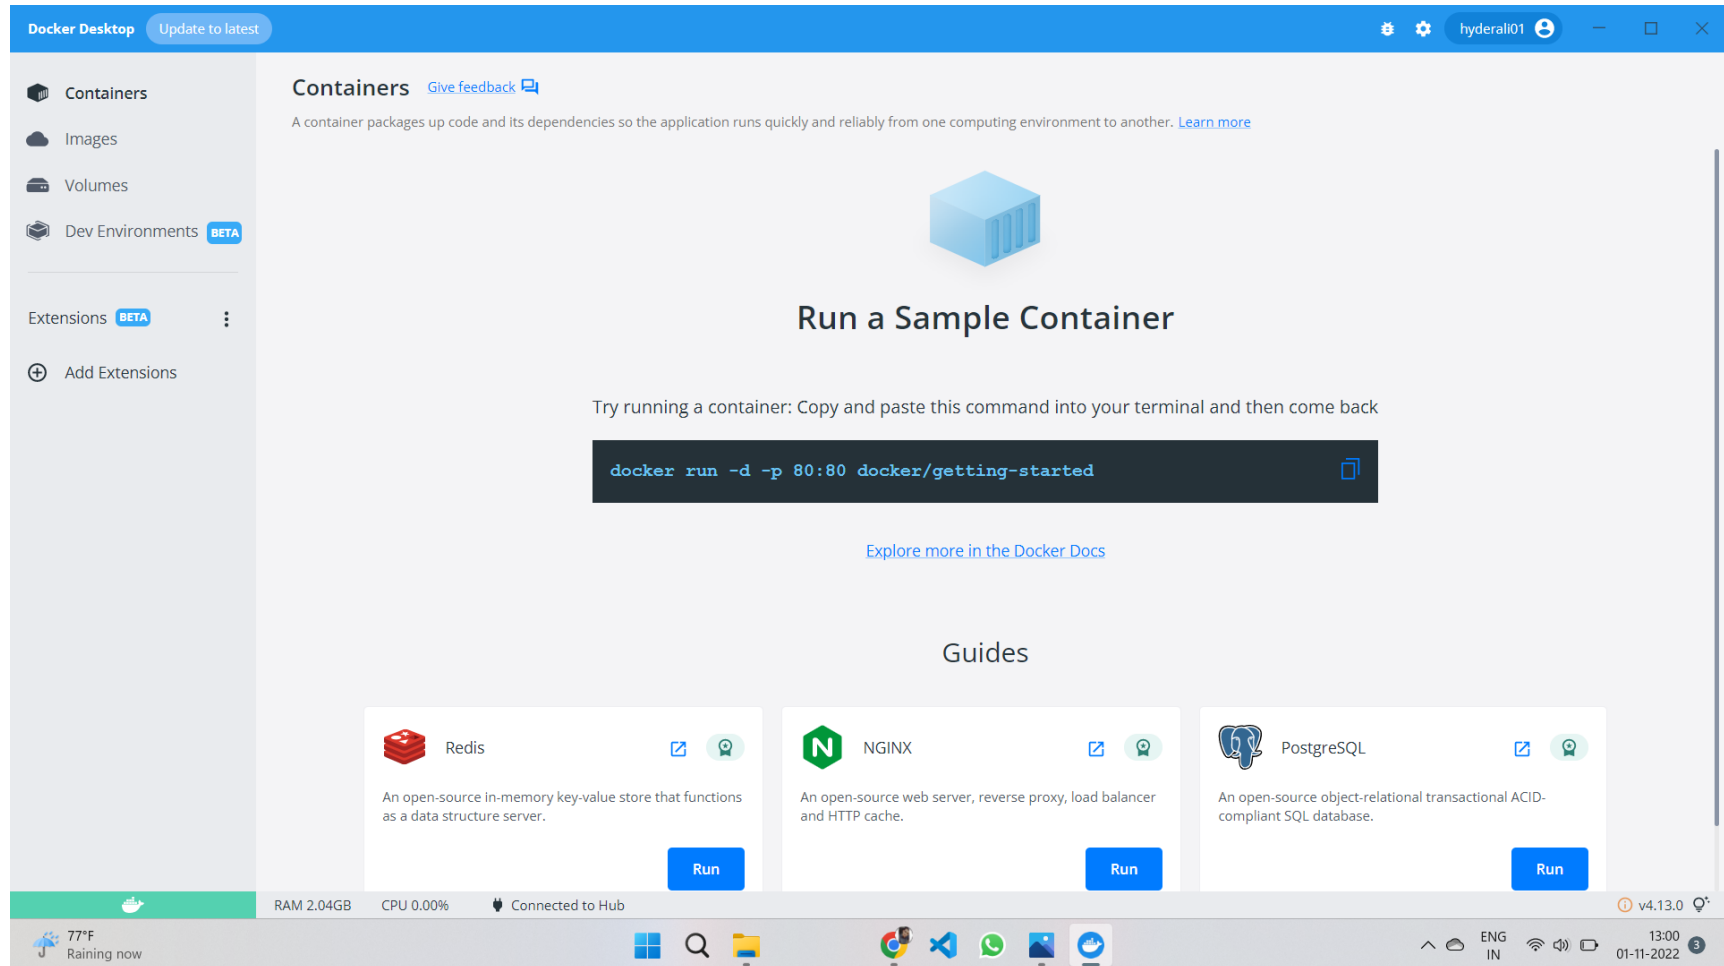 Docker Desktop Update to latest hyderali01
Containers
Images
Volumes
Dev Environments BETA
Extensions BETA
Add Extensions
Containers Give feedback
A container packages up code and its dependencies so the application runs quickly and reliably from one computing environment to another. Learn more
Run a Sample Container
Try running a container: Copy and paste this command into your terminal and then come back
docker run -d -p 80:80 docker/getting-started
Explore more in the Docker Docs
Guides
Redis
An open-source in-memory key-value store that functions
as a data structure server.
Run
NGINX
An open-source web server, reverse proxy, load balancer
and HTTP cache.
Run
PostgreSQL
An open-source object-relational transactional ACID-
compliant SQL database.
Run
RAM 2.04GB CPU 0.00% Connected to Hub v4.13.0
77°F
Raining now
ENG
IN
13:00
01-11-2022
3